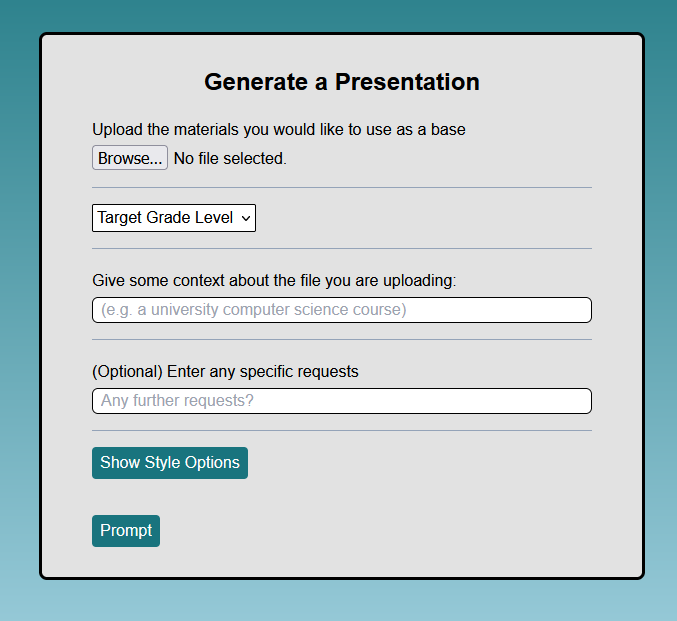 Generate a Presentation
Upload the materials you would like to use as a base
Browse... No file selected.
Target Grade Level
Give some context about the file you are uploading:
(e.g. a university computer science course)
(Optional) Enter any specific requests
Any further requests?
Show Style Options
Prompt